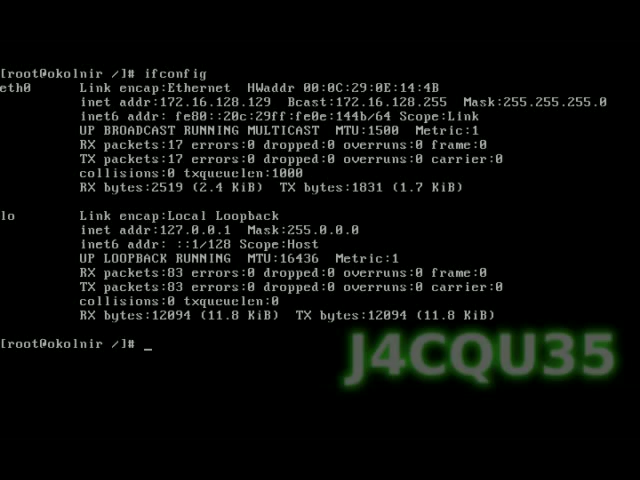 [root@okolnir /]# ifconfig
eth0 Link encap:Ethernet HWaddr 00:0C:29:0E:14:4B
inet addr:172.16.128.129 Bcast:172.16.128.255 Mask:255.255.255.0
inet6 addr: fe80::20c:29ff:fe0e:144b/64 Scope:Link
UP BROADCAST RUNNING MULTICAST MTU:1500 Metric:1
RX packets:17 errors:0 dropped:0 overruns:0 frame:0
TX packets:17 errors:0 dropped:0 overruns:0 carrier:0
collisions:0 txqueuelen:1000
RX bytes:2519 (2.4 KiB) TX bytes:1831 (1.7 KiB)
lo Link encap:Local Loopback
inet addr:127.0.0.1 Mask:255.0.0.0
inet6 addr: ::1/128 Scope:Host
UP LOOPBACK RUNNING MTU:16436 Metric:1
RX packets:83 errors:0 dropped:0 overruns:0 frame:0
TX packets:83 errors:0 dropped:0 overruns:0 carrier:0
collisions:0 txqueuelen:0
RX bytes:12094 (11.8 KiB) TX bytes:12094 (11.8 KiB)
[root@okolnir /]# _
J4CQU35